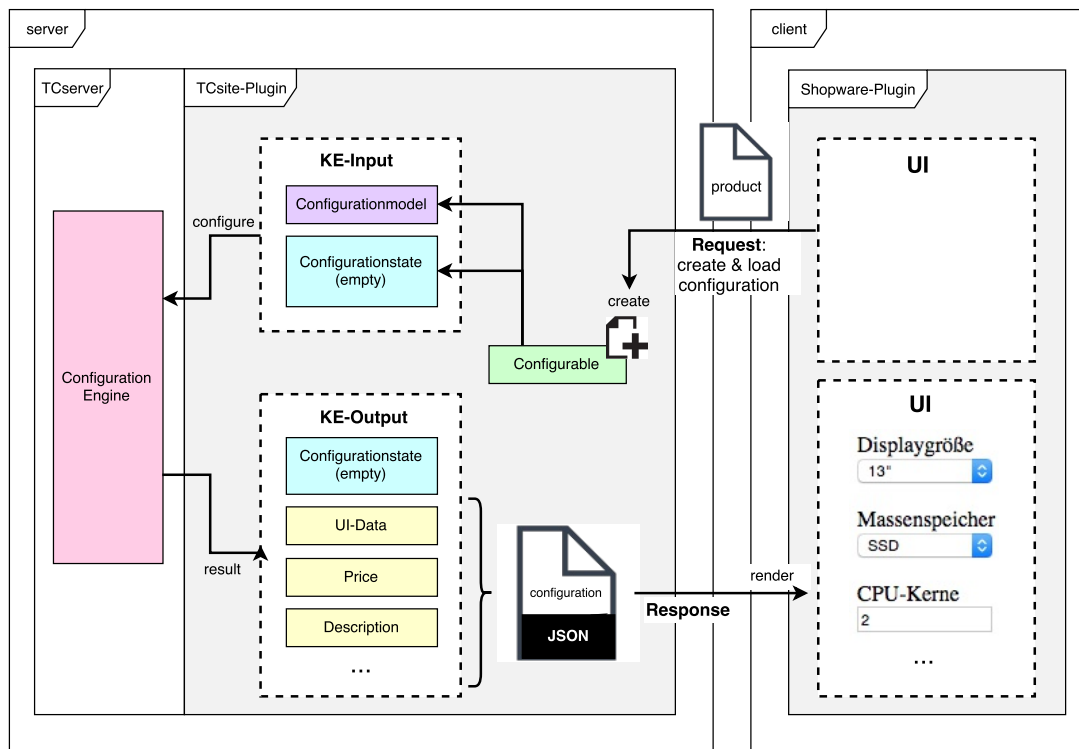 server
client
TCserver
TCsite-Plugin
Shopware-Plugin
KE-Input
Configurationmodel
Configurationstate
(empty)
configure
product
Request:
create & load
configuration
create
Configurable
UI
Configuration
Engine
KE-Output
Configurationstate
(empty)
UI-Data
Price
Description
...
result
configuration
JSON
Response
render
UI
Displaygröße
13"
Massenspeicher
SSD
CPU-Kerne
2
...